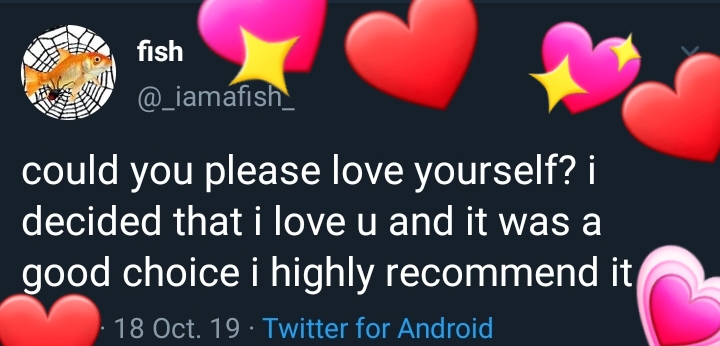 fish
@_iamafish_
could you please love yourself? i
decided that i love u and it was a
good choice i highly recommend it
· 18 Oct. 19 · Twitter for Android